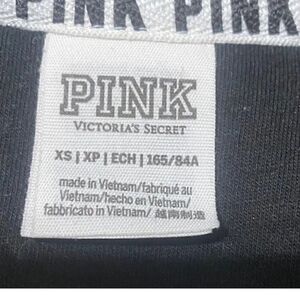 PINK PINK
PINK
VICTORIA'S SECRET
XS | XP | ECH | 165/84A
made in Vietnam/fabriqué au
Vietnam/hecho en Vietnam/
fabbricato in Vietnam/ 越南制造